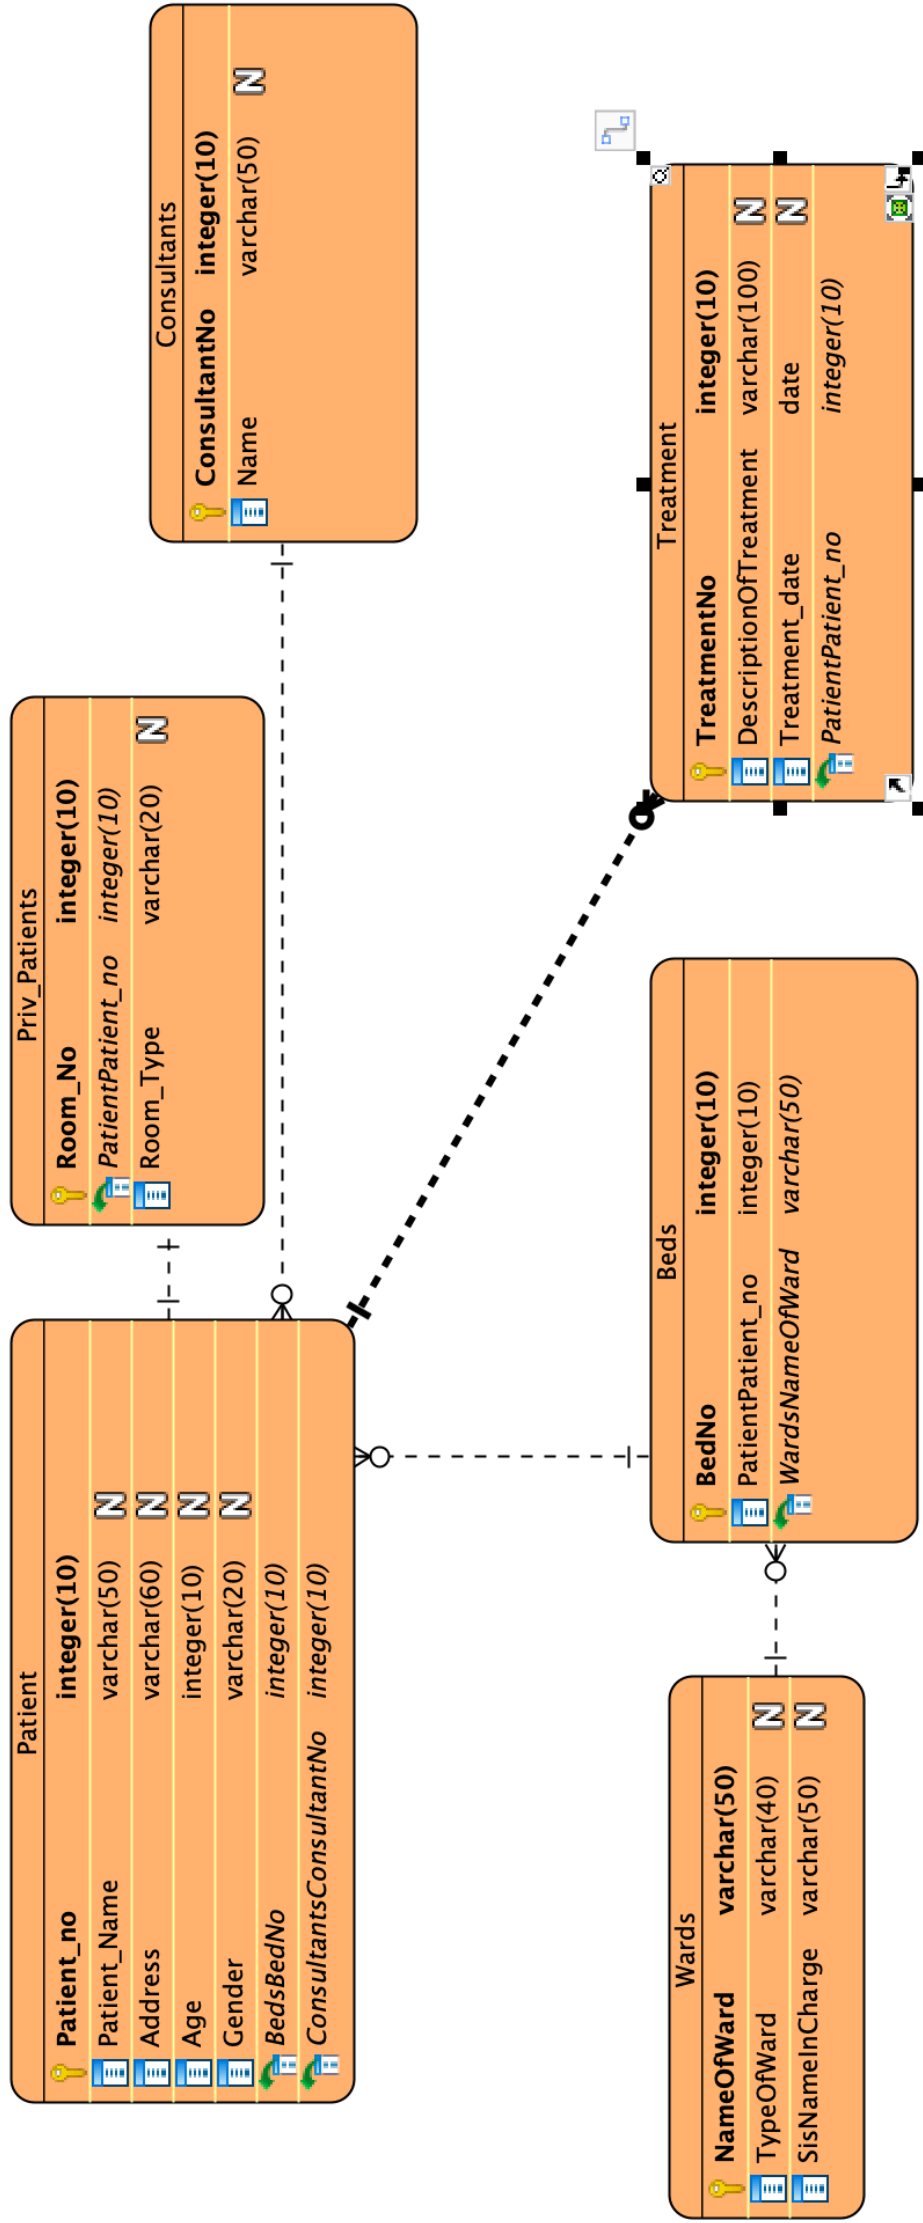 Patient
Patient_no integer(10)
Patient_Name varchar(50) N
Address varchar(60) N
Age integer(10) N
Gender varchar(20) N
BedsBedNo integer(10)
ConsultantsConsultantNo integer(10)
Priv_Patients
Room_No integer(10)
PatientPatient_no integer(10)
Room_Type varchar(20) N
Consultants
ConsultantNo integer(10)
Name varchar(50) N
Wards
NameOfWard varchar(50)
TypeOfWard varchar(40) N
SisNameInCharge varchar(50) N
Beds
BedNo integer(10)
PatientPatient_no integer(10)
WardsNameOfWard varchar(50)
Treatment
TreatmentNo integer(10)
DescriptionOfTreatment varchar(100) N
Treatment_date date N
PatientPatient_no integer(10)